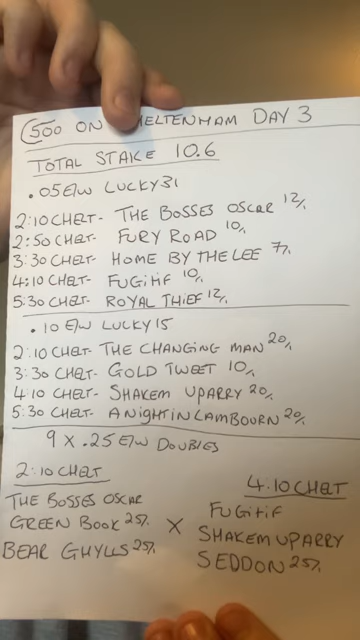 £500 ON CHELTENHAM DAY 3
TOTAL STAKE 10.6
.05 E/W LUCKY 31
2:10 CHELT- THE BOSSES OSCAR 12/1
2:50 CHELT- FURY ROAD 10/1
3:30 CHELT- HOME BY THE LEE 7/1
4:10 CHELT- FUGITIF 10/1
5:30 CHELT- ROYAL THIEF 12/1
.10 E/W LUCKY 15
2:10 CHELT- THE CHANGING MAN 20/1
3:30 CHELT- GOLD TWEET 10/1
4:10 CHELT- SHAKEM UPARRY 20/1
5:30 CHELT- A NIGHT IN LAMBOURN 20/1
9 X .25 E/W DOUBLES
2:10 CHELT
THE BOSSES OSCAR
GREEN BOOK 25/1
BEAR GHYLLS 25/1
X
4:10 CHELT
FUGITIF
SHAKEM UPARRY
SEDDON 25/1